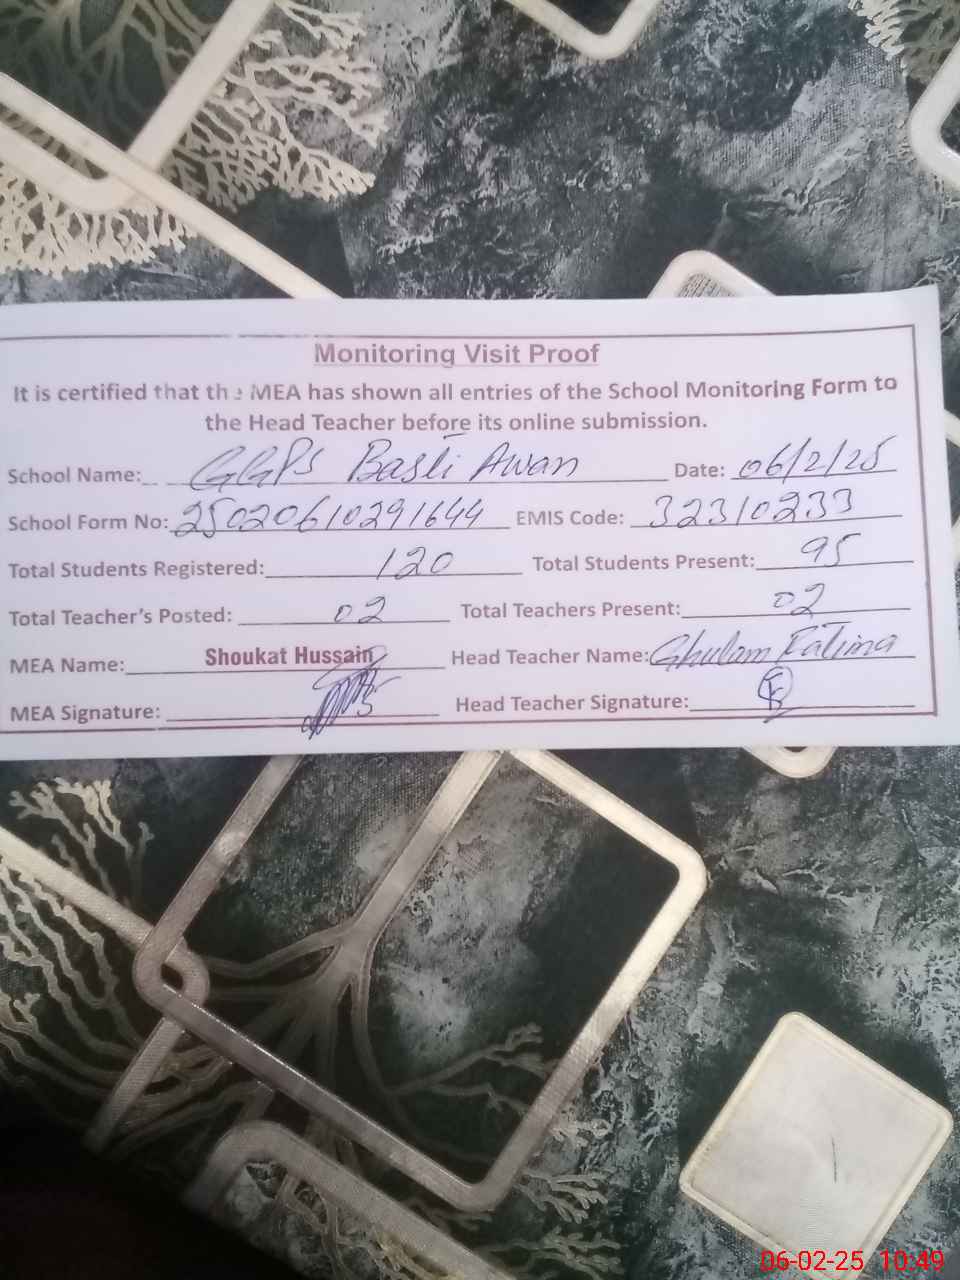 Monitoring Visit Proof
It is certified that the MEA has shown all entries of the School Monitoring Form to
the Head Teacher before its online submission.
School Name: GGPS Basti Awan Date: 06/2/25
School Form No: 25020610291644 EMIS Code: 32310233
Total Students Registered: 120 Total Students Present: 95
Total Teacher's Posted: 02 Total Teachers Present: 02
MEA Name: Shoukat Hussain Head Teacher Name: Ghulam Fatima
MEA Signature: Head Teacher Signature:
06-02-25 10:49